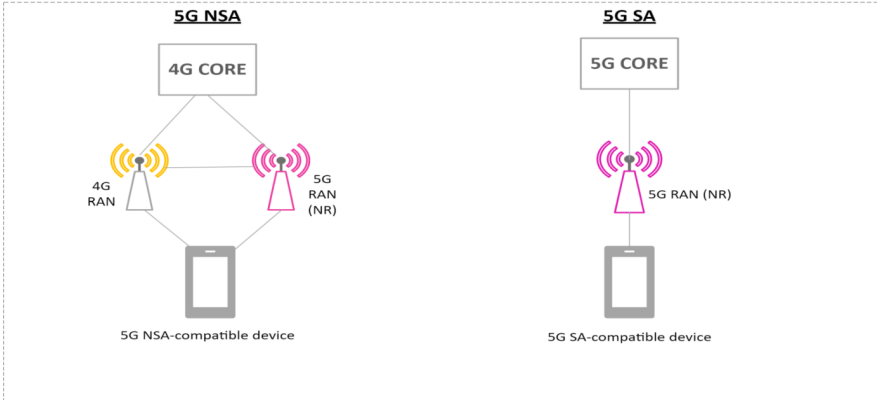 5G NSA
4G CORE
4G
RAN
5G
RAN
(NR)
5G NSA-compatible device
5G SA
5G CORE
5G RAN (NR)
5G SA-compatible device